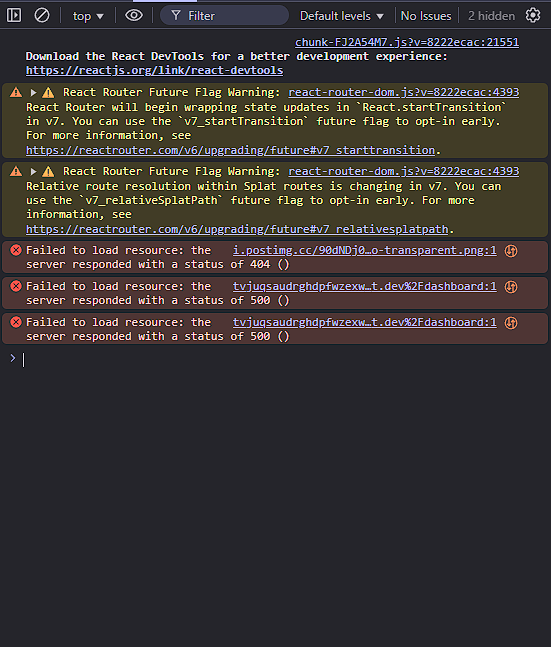 top Filter Default levels No Issues 2 hidden
chunk-FJ2A54M7.js?v=8222ecac:21551
Download the React DevTools for a better development experience:
https://reactjs.org/link/react-devtools
React Router Future Flag Warning: react-router-dom.js?v=8222ecac:4393
React Router will begin wrapping state updates in `React.startTransition`
in v7. You can use the `v7_startTransition` future flag to opt-in early.
For more information, see
https://reactrouter.com/v6/upgrading/future#v7_starttransition.
React Router Future Flag Warning: react-router-dom.js?v=8222ecac:4393
Relative route resolution within Splat routes is changing in v7. You can
use the `v7_relativeSplatPath` future flag to opt-in early. For more
information, see
https://reactrouter.com/v6/upgrading/future#v7_relativesplatpath.
Failed to load resource: the i.postimg.cc/90dNDj0…o-transparent.png:1
server responded with a status of 404 ()
Failed to load resource: the tvjuqsaudrghdpfwzexw…t.dev%2Fdashboard:1
server responded with a status of 500 ()
Failed to load resource: the tvjuqsaudrghdpfwzexw…t.dev%2Fdashboard:1
server responded with a status of 500 ()